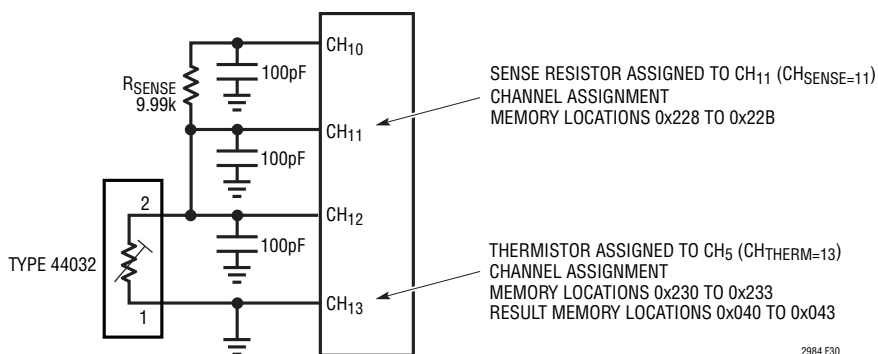 CH10
100pF
RSENSE
9.99k
SENSE RESISTOR ASSIGNED TO CH11 (CHSENSE=11)
CHANNEL ASSIGNMENT
MEMORY LOCATIONS 0x228 TO 0x22B
CH11
100pF
2
CH12
100pF
TYPE 44032
THERMISTOR ASSIGNED TO CH5 (CHTHERM=13)
CHANNEL ASSIGNMENT
MEMORY LOCATIONS 0x230 TO 0x233
RESULT MEMORY LOCATIONS 0x040 TO 0x043
1
CH13
2984 F30